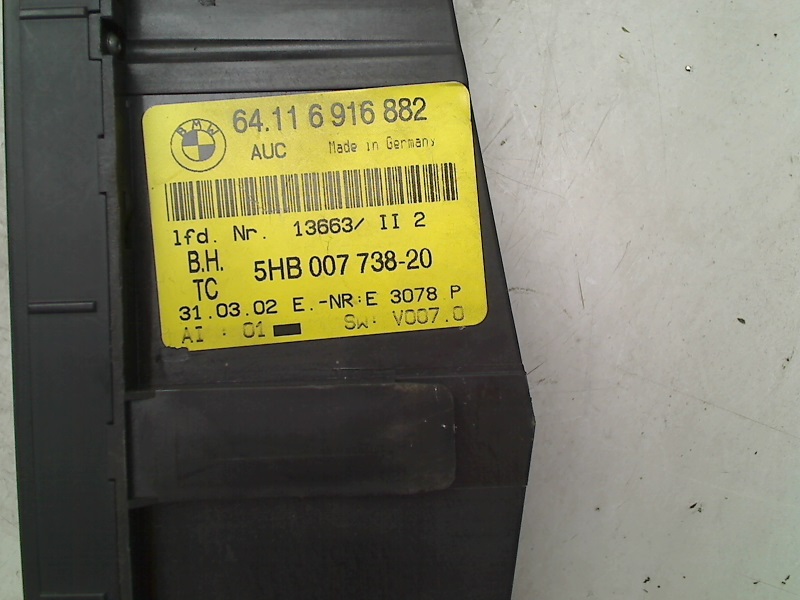 BMW 64.11 6 916 882
AUC Made in Germany
lfd. Nr. 13663/ II 2
B.H. 5HB 007 738-20
TC
31.03.02 E.-NR:E 3078 P
AI : 01 SW: V007.0